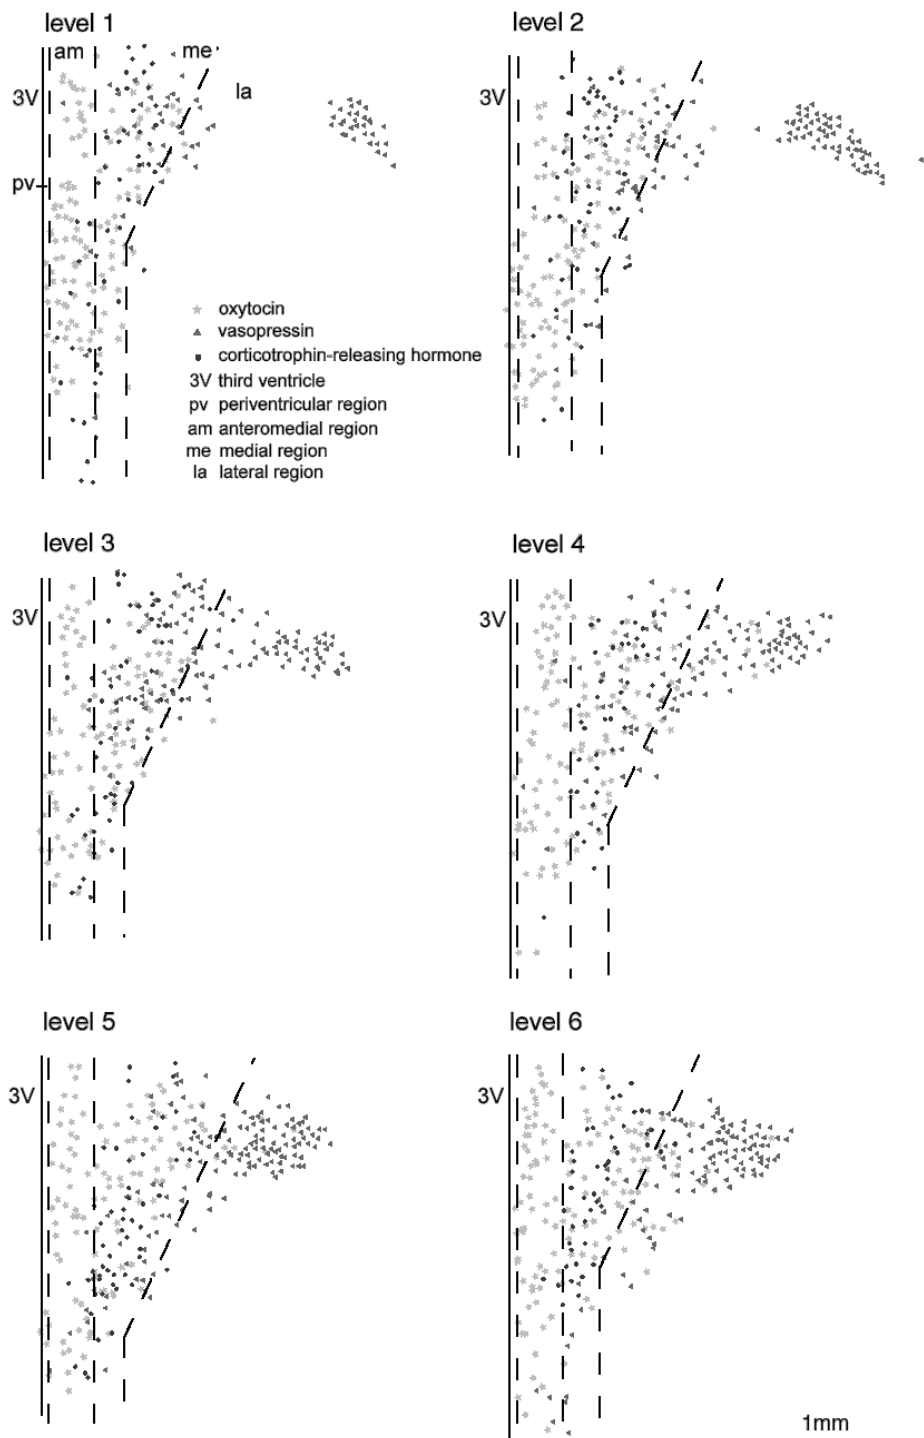 level 1
level 2
am
me
la
3V
3V
pv
oxytocin
vasopressin
corticotrophin-releasing hormone
3V third ventricle
pv periventricular region
am anteromedial region
me medial region
la lateral region
level 3
level 4
3V
3V
level 5
level 6
3V
3V
1mm